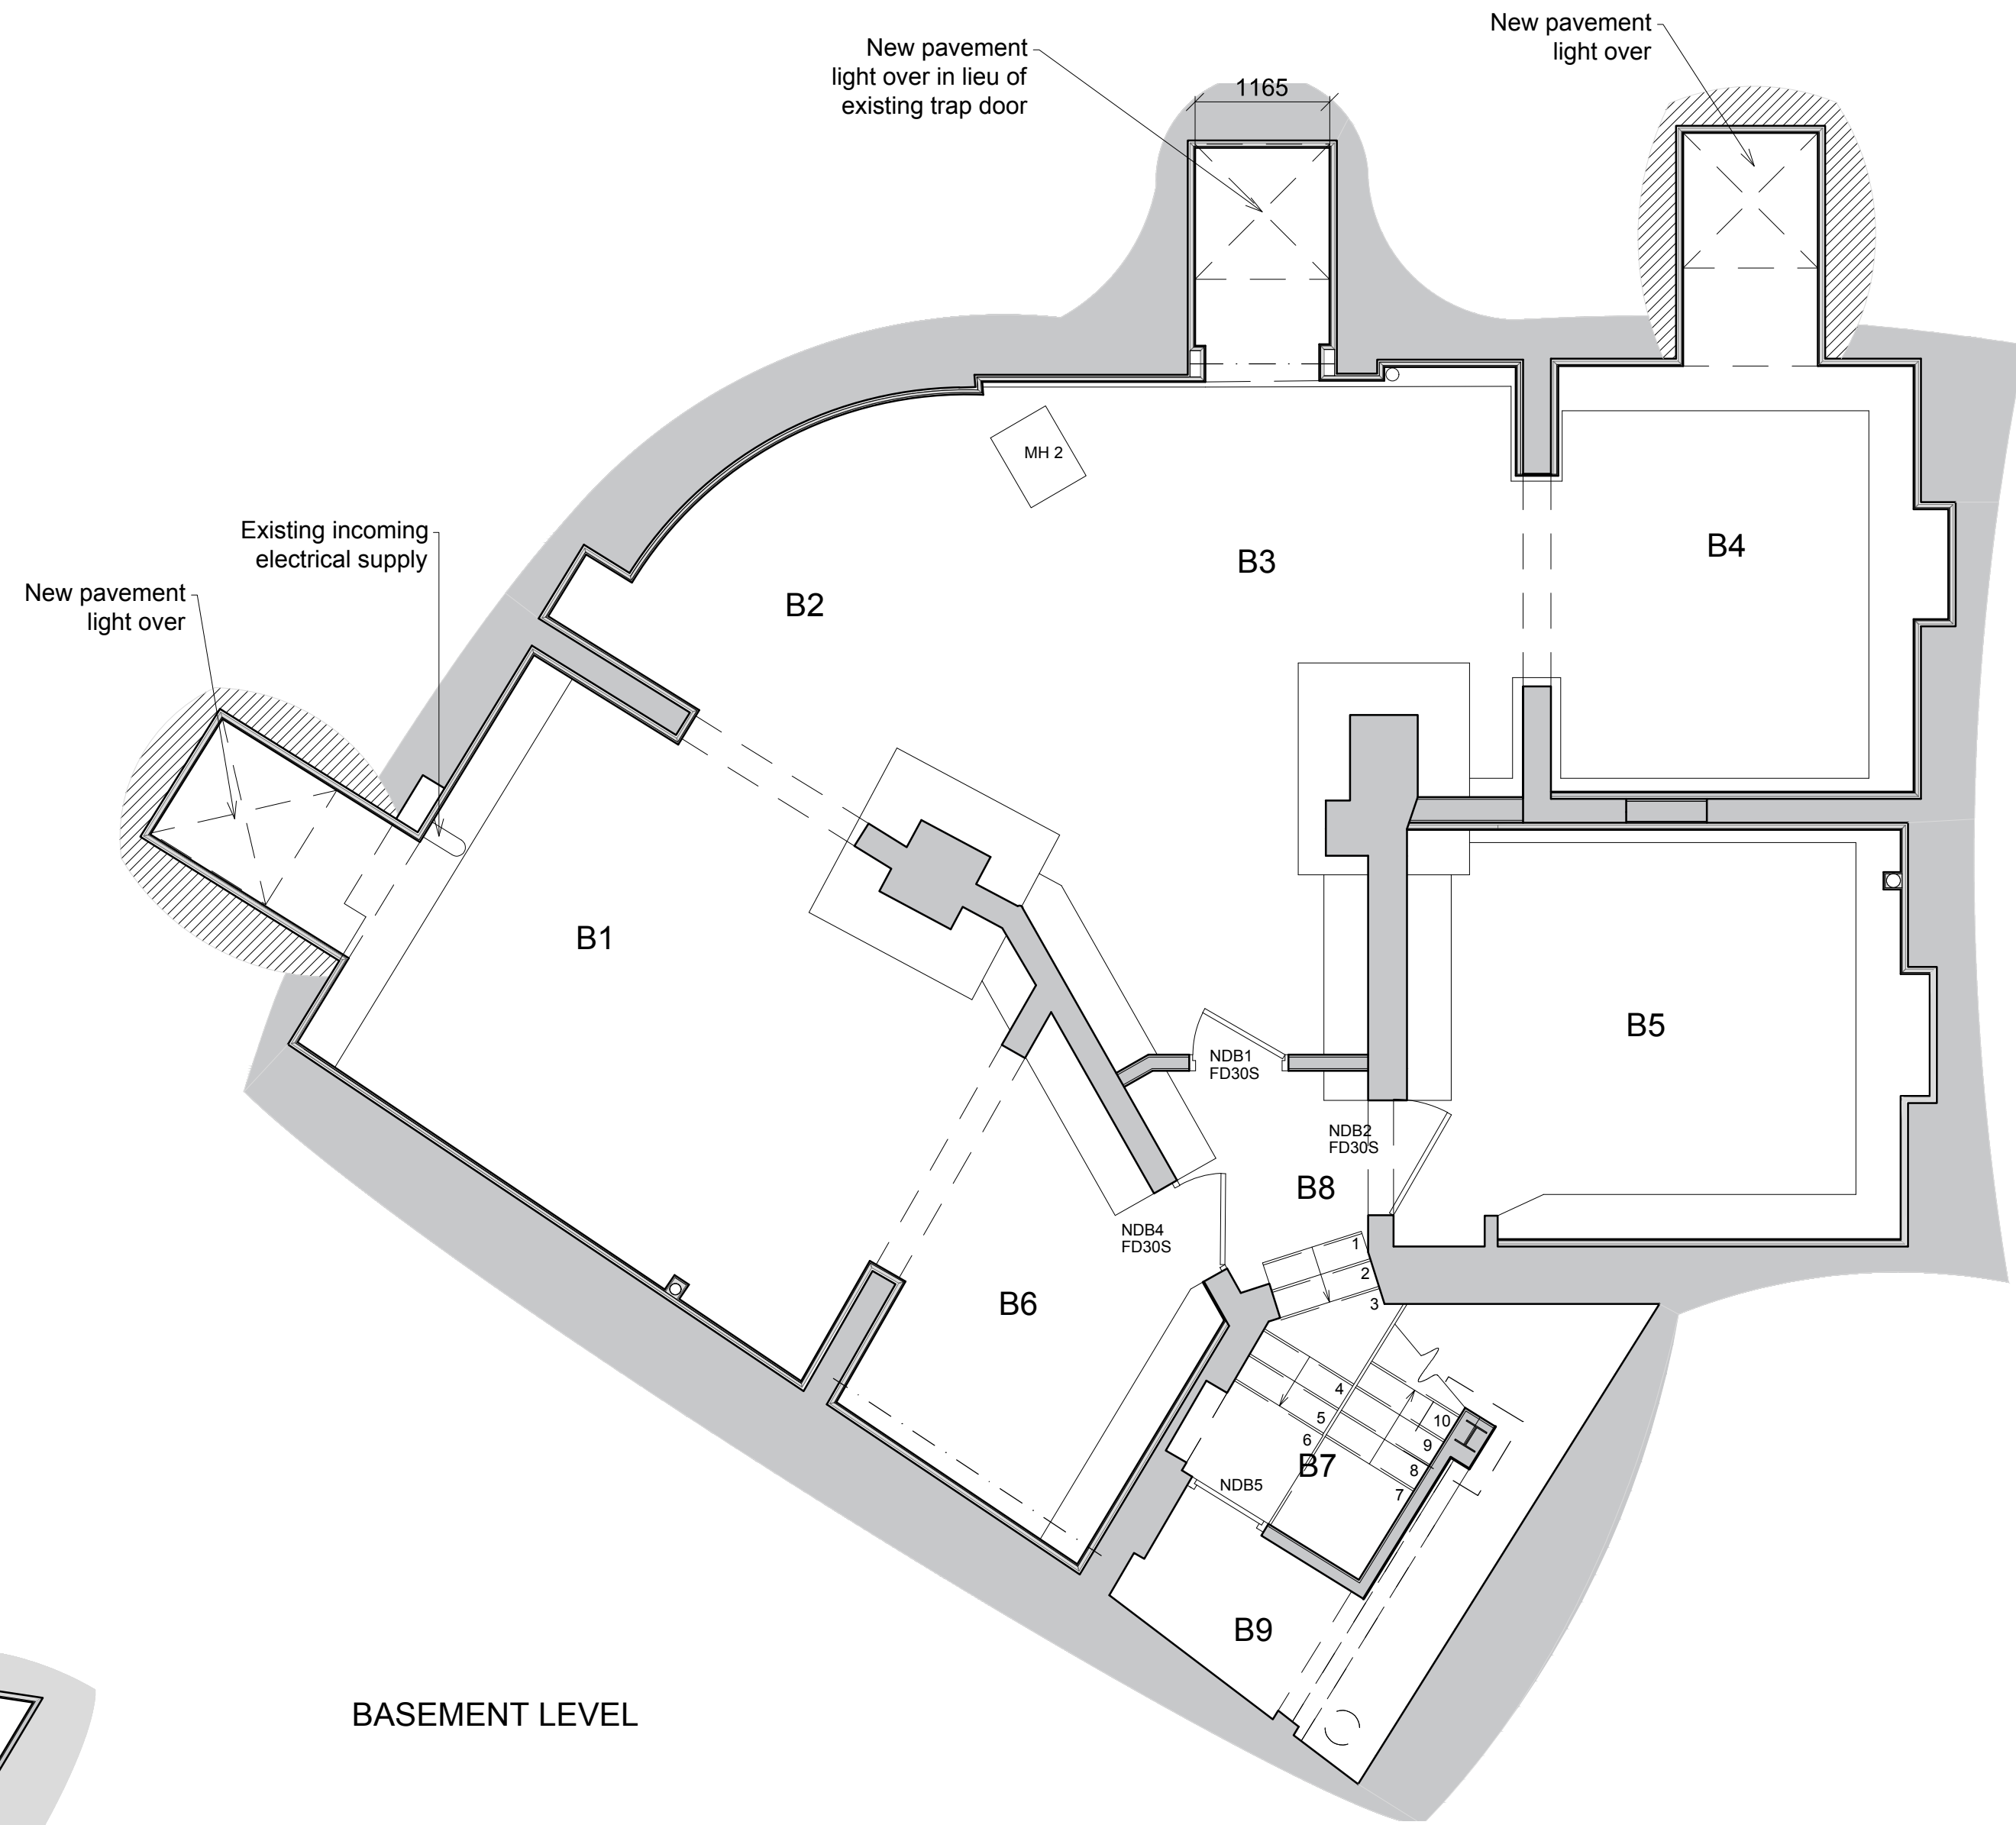 New pavement
light over
New pavement
light over in lieu of
existing trap door
1165
MH 2
Existing incoming
electrical supply
B3
B4
New pavement
light over
B2
B1
B5
NDB1
FD30S
NDB2
FD30S
B8
NDB4
FD30S
1
2
3
B6
4
5
6
10
9
8
7
B7
NDB5
B9
BASEMENT LEVEL